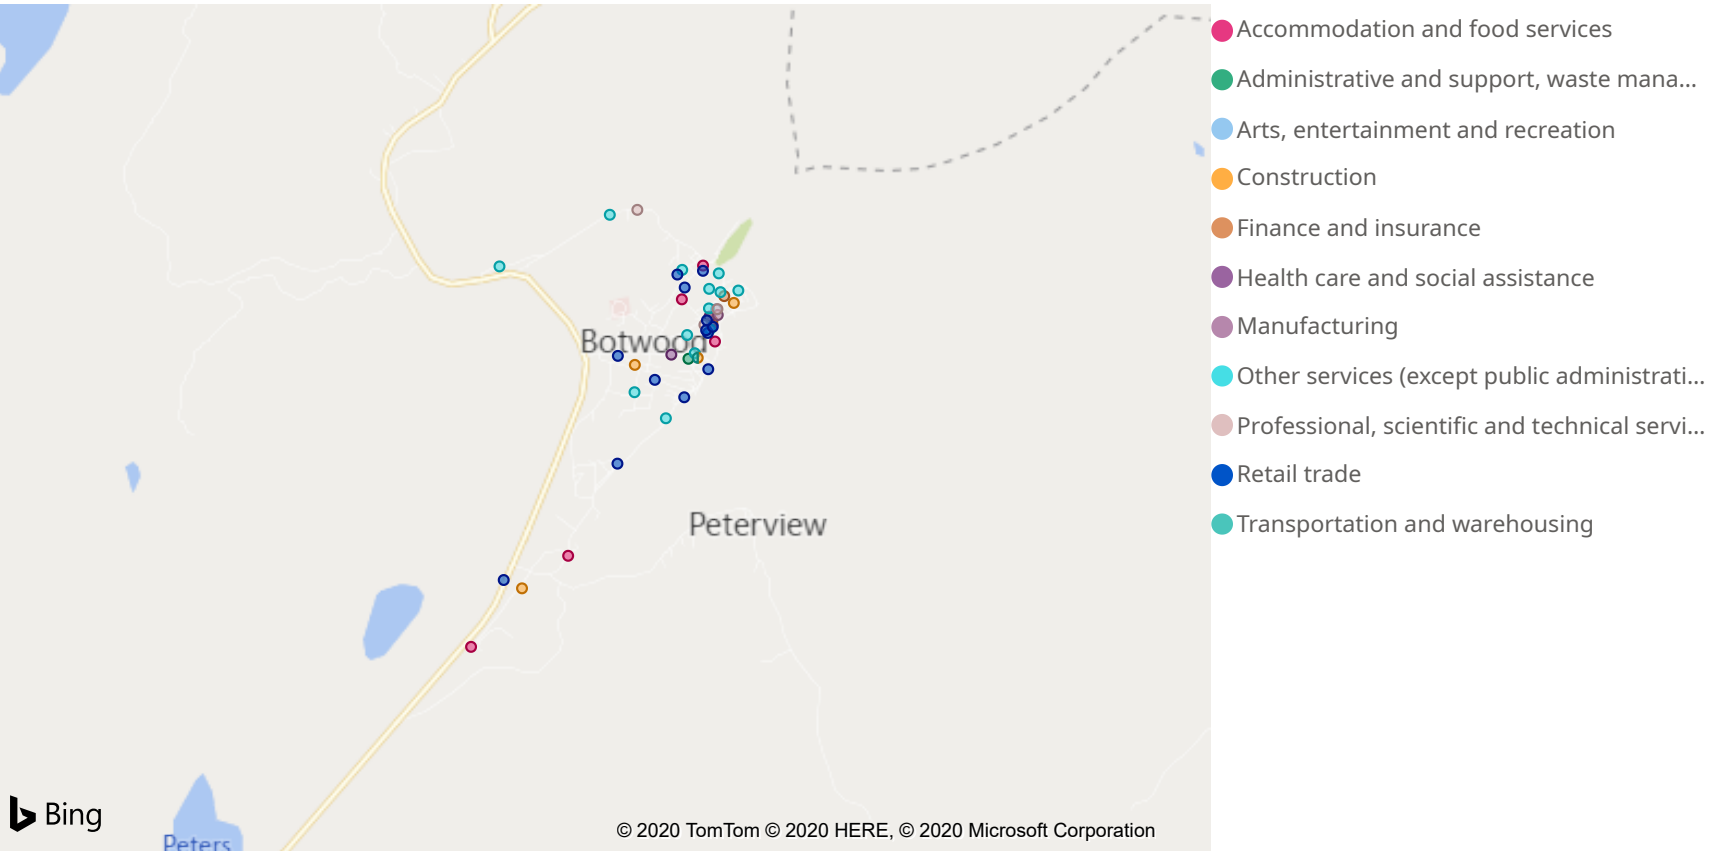 Accommodation and food services
Administrative and support, waste mana...
Arts, entertainment and recreation
Construction
Finance and insurance
Health care and social assistance
Manufacturing
Other services (except public administrati...
Professional, scientific and technical servi...
Retail trade
Transportation and warehousing
Botwood
Peterview
Peters
Bing
© 2020 TomTom © 2020 HERE, © 2020 Microsoft Corporation